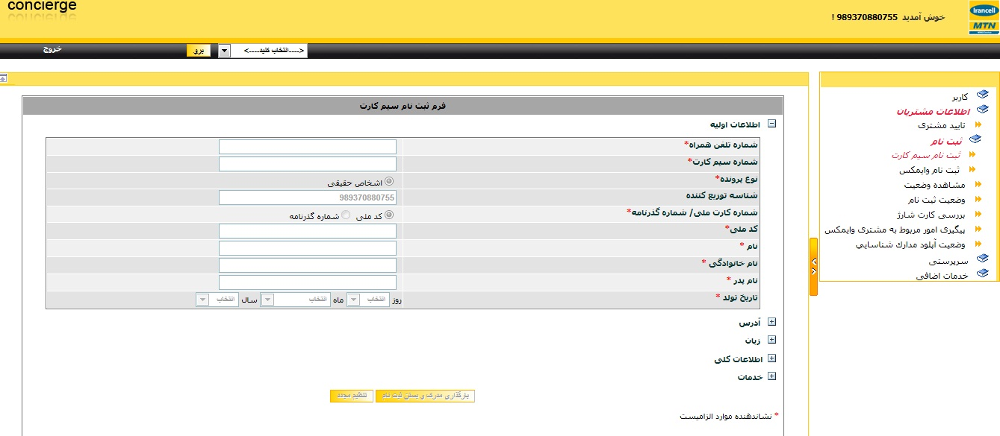 concierge
خوش آمدید 989370880755 !
Irancell
MTN
<----انتخاب کنید---->
برو
خروج
کاربر
اطلاعات مشتریان
تایید مشتری
ثبت نام
ثبت نام سیم کارت
ثبت نام وایمکس
مشاهده وضعیت
وضعیت ثبت نام
بررسی کارت شارژ
پیگیری امور مربوط به مشتری وایمکس
وضعیت آپلود مدارك شناسايي
سرپرستی
خدمات اضافی
فرم ثبت نام سیم کارت
اطلاعات اولیه
شماره تلفن همراه*
شماره سیم کارت*
نوع پرونده* اشخاص حقیقی
شناسه توزیع کننده 989370880755
شماره کارت ملی/ شماره گذرنامه* کد ملی شماره گذرنامه
کد ملی*
نام *
نام خانوادگی *
نام پدر *
تاریخ تولد * روز انتخاب ماه انتخاب سال انتخاب
آدرس
زبان
اطلاعات کلی
خدمات
بارگذاری مدرک و بستن ثبت نام تنظیم مجدد
* نشاندهنده موارد الزامیست